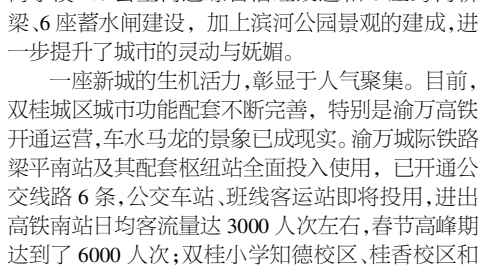 梁、6 座蓄水闸建设，加上滨河公园景观的建成,进
一步提升了城市的灵动与妩媚。
一座新城的生机活力,彰显于人气聚集。目前，
双桂城区城市功能配套不断完善，特别是渝万高铁
开通运营,车水马龙的景象已成现实。渝万城际铁路
梁平南站及其配套枢纽站全面投入使用，已开通公
交线路 6 条,公交车站、班线客运站即将投用,进出
高铁南站日均客流量达 3000 人次左右,春节高峰期
达到了 6000 人次;双桂小学知德校区、桂香校区和